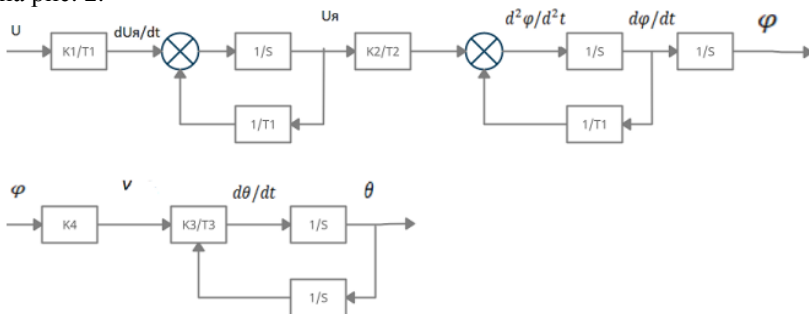 на рис. 2.
U
K1/T1
dUя/dt
1/S
Uя
K2/T2
d²φ/d²t
1/S
dφ/dt
1/S
φ
1/T1
1/T1
φ
K4
v
K3/T3
dθ/dt
1/S
θ
1/S